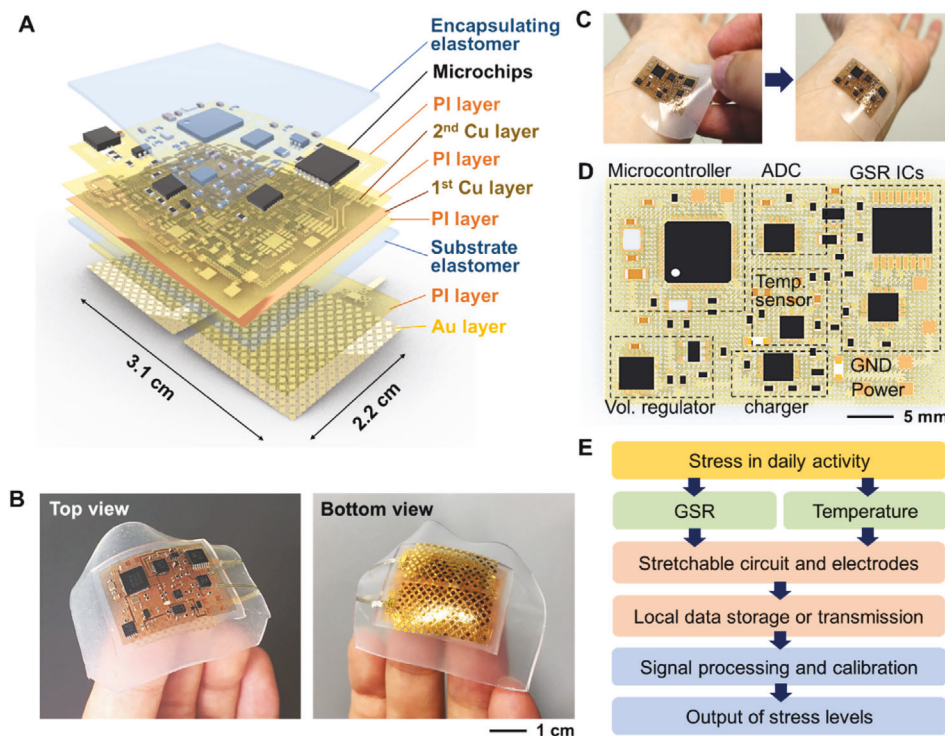 A
Encapsulating
elastomer
Microchips
PI layer
2nd Cu layer
PI layer
1st Cu layer
PI layer
Substrate
elastomer
PI layer
Au layer
3.1 cm
2.2 cm
B
Top view
Bottom view
1 cm
C
D
Microcontroller
ADC
GSR ICs
Temp.
sensor
Vol. regulator
charger
GND
Power
5 mm
E
Stress in daily activity
GSR
Temperature
Stretchable circuit and electrodes
Local data storage or transmission
Signal processing and calibration
Output of stress levels